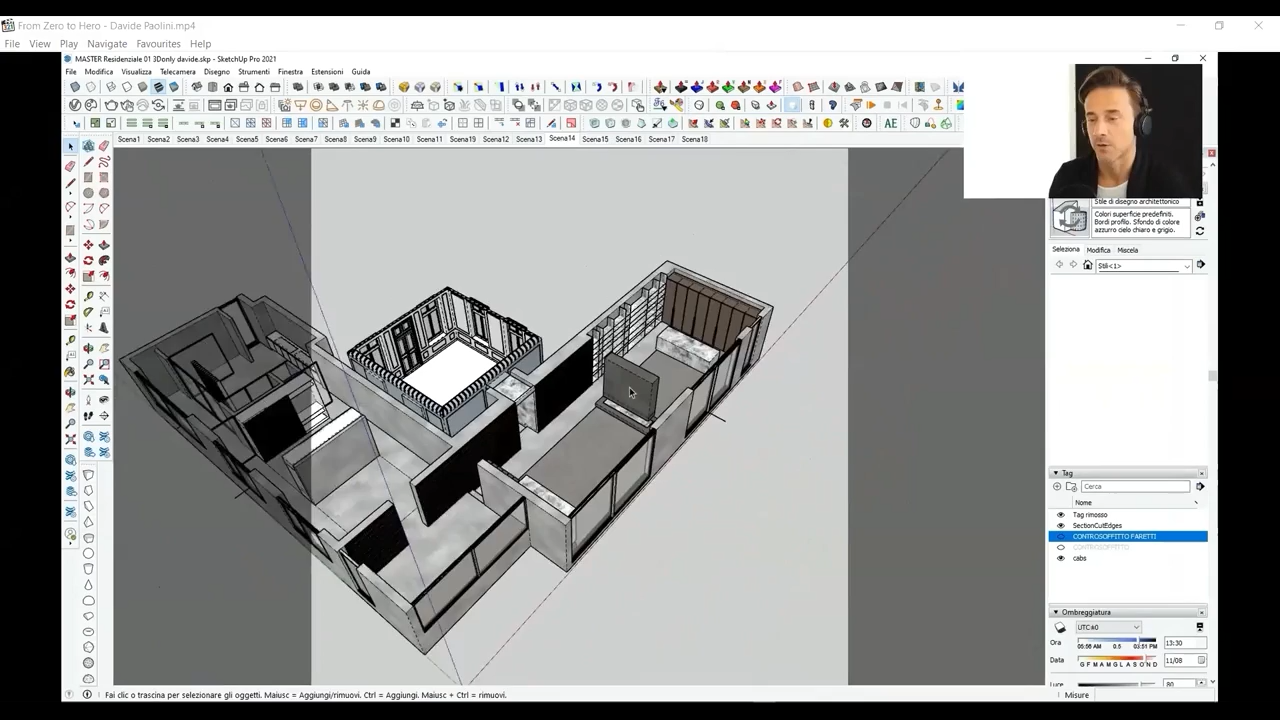 From Zero to Hero - Davide Paolini.mp4
File View Play Navigate Favourites Help
MASTER Residenziale 01 3Donly davide.skp - SketchUp Pro 2021
File Modifica Visualizza Telecamera Disegno Strumenti Finestra Estensioni Guida
AE
Scena1 Scena2 Scena3 Scena4 Scena5 Scena6 Scena7 Scena8 Scena9 Scena10 Scena11 Scena12 Scena13 Scena14 Scena15 Scena16 Scena17 Scena18
Stile di disegno architettonico
Colori superficie predefiniti.
Bordi profilo. Sfondo di colore
azzurro cielo chiaro e grigio.
Seleziona Modifica Miscela
Stili<1>
Tag
Cerca
Nome
Tag rimosso
SectionCutEdges
CONTROSOFFITTO FARETTI
CONTROSOFFITTO
cabs
Ombreggiatura
Ora 13:30
G F M A M G L A S O N D
Data 11/08
Luce 80
Fai clic o trascina per selezionare gli oggetti. Maiusc = Aggiungi/rimuovi. Ctrl = Aggiungi. Maiusc + Ctrl = rimuovi. Misure